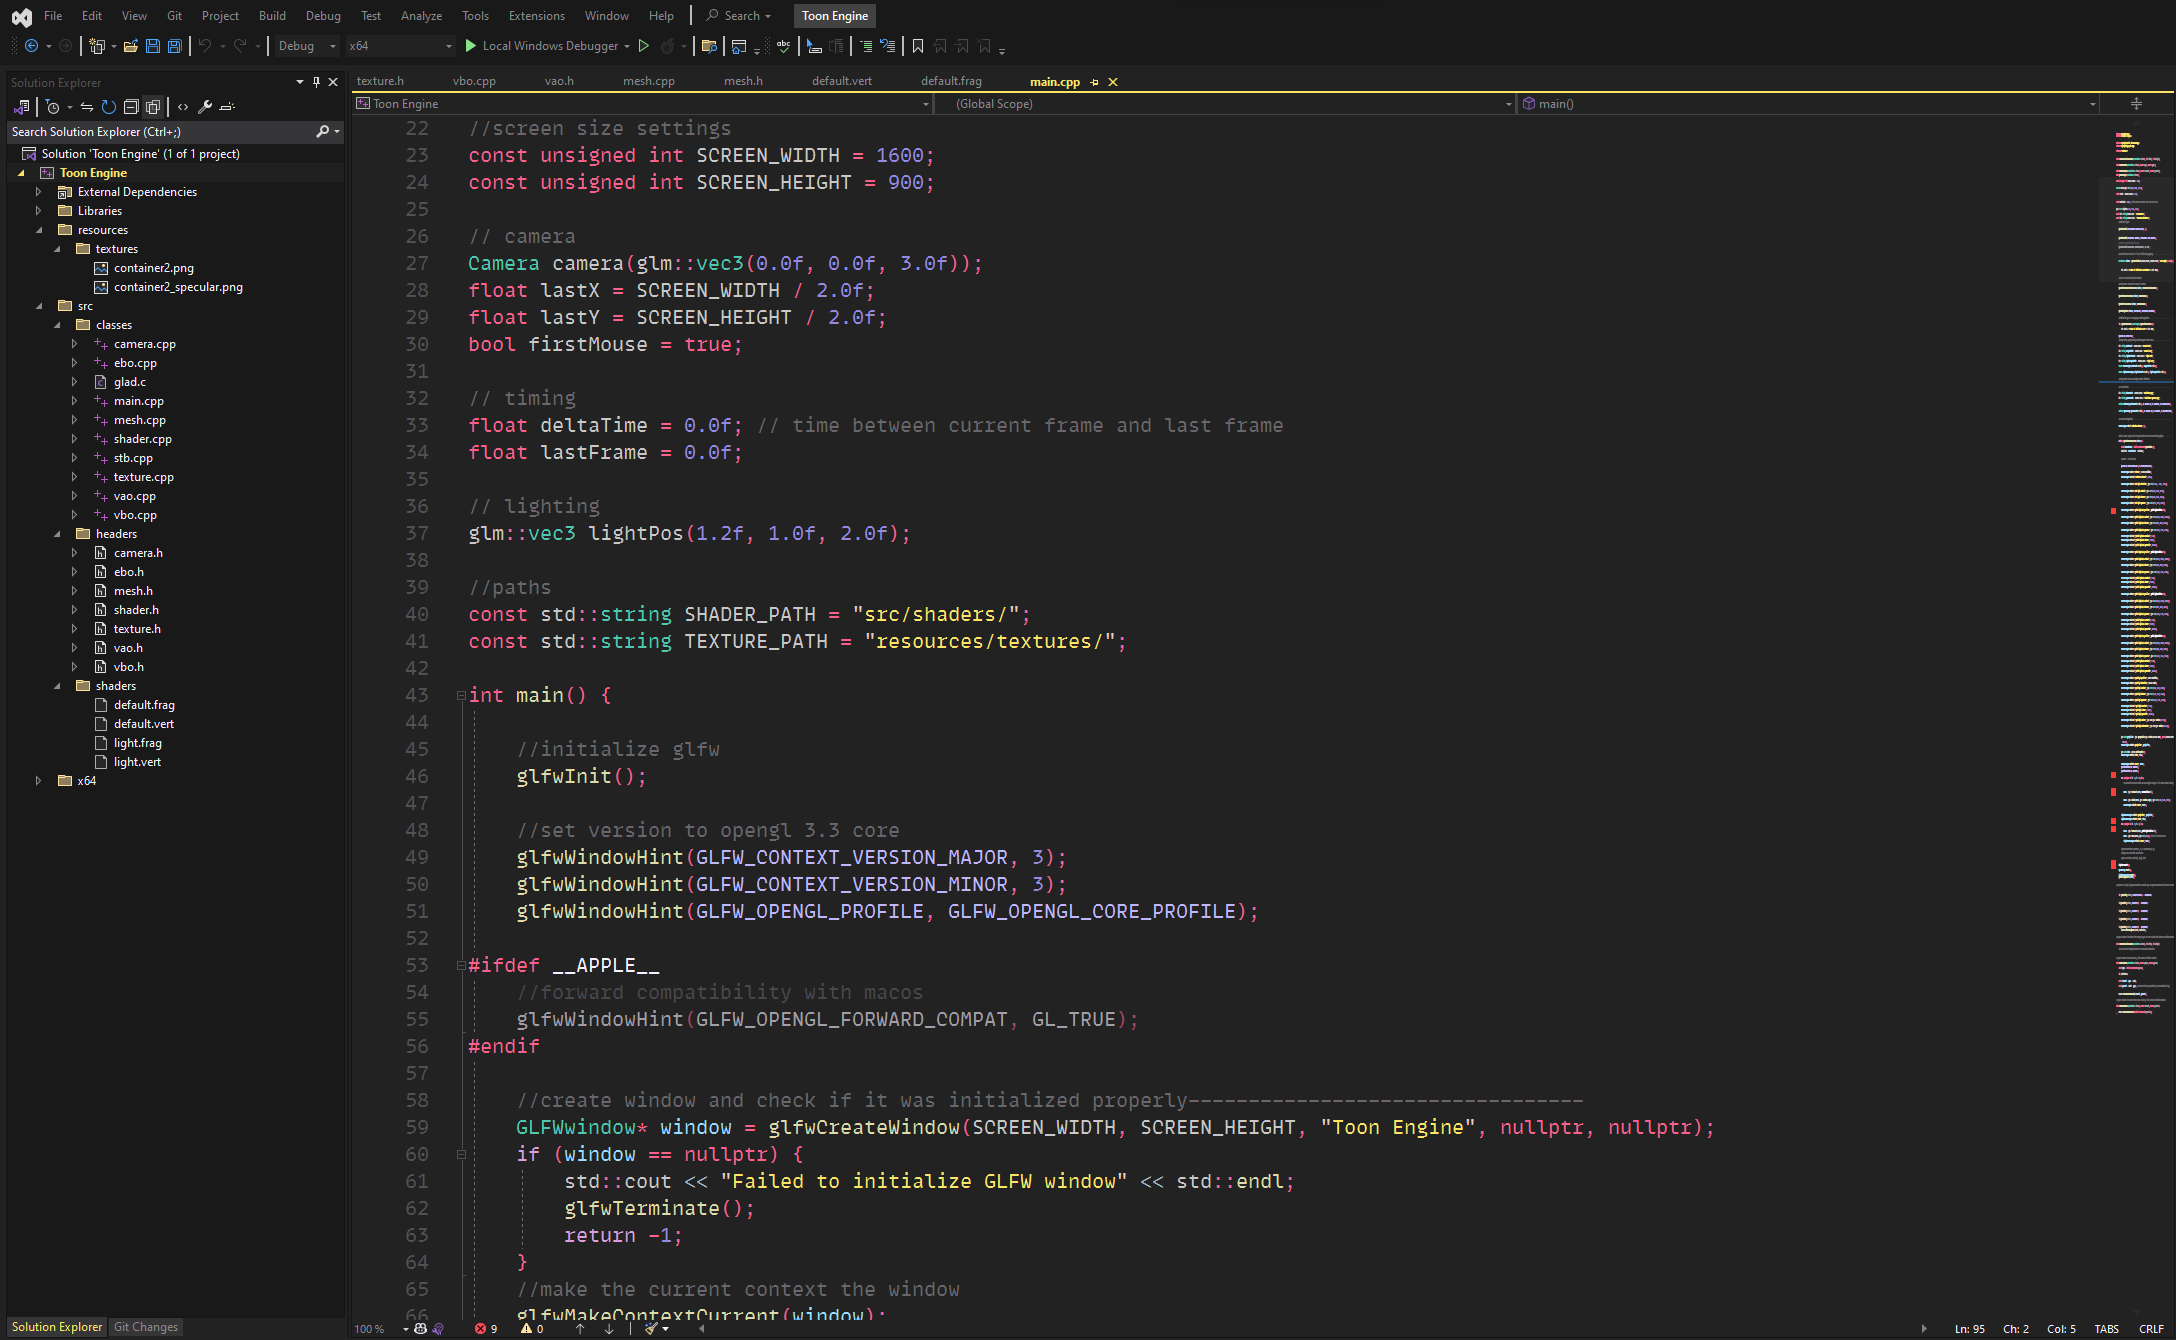 File Edit View Git Project Build Debug Test Analyze Tools Extensions Window Help Search Toon Engine
Debug x64 Local Windows Debugger
Solution Explorer
Search Solution Explorer (Ctrl+;)
Solution 'Toon Engine' (1 of 1 project)
Toon Engine
External Dependencies
Libraries
resources
textures
container2.png
container2_specular.png
src
classes
camera.cpp
ebo.cpp
glad.c
main.cpp
mesh.cpp
shader.cpp
stb.cpp
texture.cpp
vao.cpp
vbo.cpp
headers
camera.h
ebo.h
mesh.h
shader.h
texture.h
vao.h
vbo.h
shaders
default.frag
default.vert
light.frag
light.vert
x64
Solution Explorer Git Changes
texture.h vbo.cpp vao.h mesh.cpp mesh.h default.vert default.frag main.cpp
Toon Engine (Global Scope) main()
22 //screen size settings
23 const unsigned int SCREEN_WIDTH = 1600;
24 const unsigned int SCREEN_HEIGHT = 900;
25
26 // camera
27 Camera camera(glm::vec3(0.0f, 0.0f, 3.0f));
28 float lastX = SCREEN_WIDTH / 2.0f;
29 float lastY = SCREEN_HEIGHT / 2.0f;
30 bool firstMouse = true;
31
32 // timing
33 float deltaTime = 0.0f; // time between current frame and last frame
34 float lastFrame = 0.0f;
35
36 // lighting
37 glm::vec3 lightPos(1.2f, 1.0f, 2.0f);
38
39 //paths
40 const std::string SHADER_PATH = "src/shaders/";
41 const std::string TEXTURE_PATH = "resources/textures/";
42
43 int main() {
44
45 //initialize glfw
46 glfwInit();
47
48 //set version to opengl 3.3 core
49 glfwWindowHint(GLFW_CONTEXT_VERSION_MAJOR, 3);
50 glfwWindowHint(GLFW_CONTEXT_VERSION_MINOR, 3);
51 glfwWindowHint(GLFW_OPENGL_PROFILE, GLFW_OPENGL_CORE_PROFILE);
52
53 #ifdef __APPLE__
54 //forward compatibility with macos
55 glfwWindowHint(GLFW_OPENGL_FORWARD_COMPAT, GL_TRUE);
56 #endif
57
58 //create window and check if it was initialized properly---------------------------------
59 GLFWwindow* window = glfwCreateWindow(SCREEN_WIDTH, SCREEN_HEIGHT, "Toon Engine", nullptr, nullptr);
60 if (window == nullptr) {
61 std::cout << "Failed to initialize GLFW window" << std::endl;
62 glfwTerminate();
63 return -1;
64 }
65 //make the current context the window
66 glfwMakeContextCurrent(window);
100 % 9 0 Ln: 95 Ch: 2 Col: 5 TABS CRLF